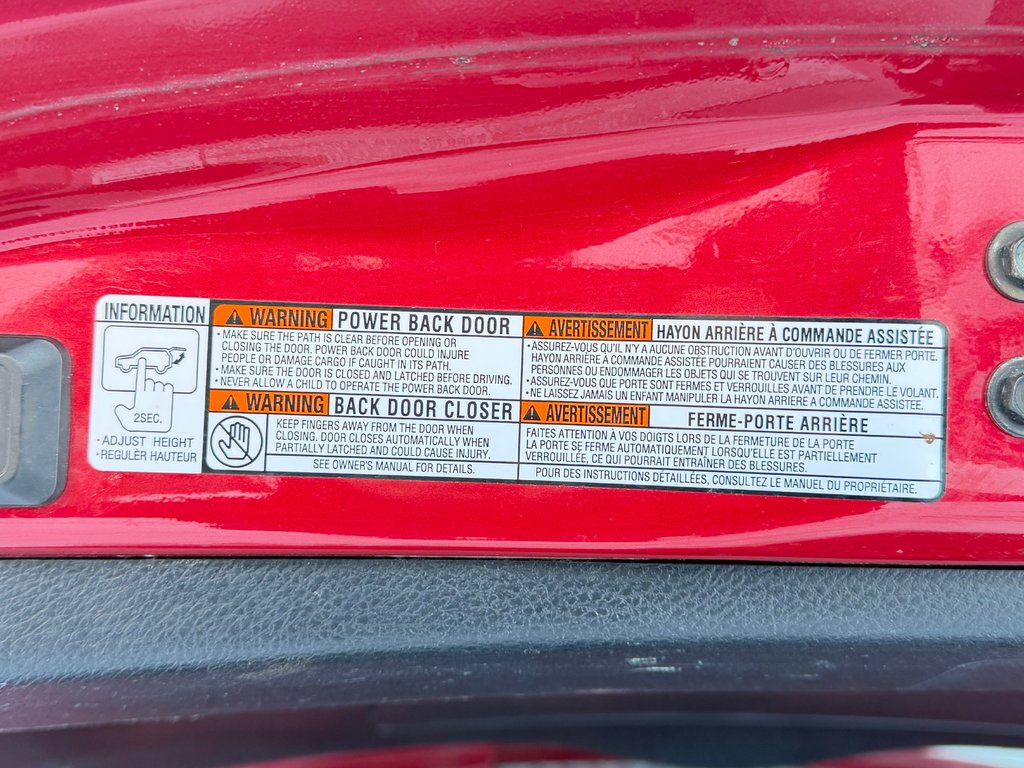 INFORMATION
2SEC.
• ADJUST HEIGHT
• REGULËR HAUTEUR
WARNING POWER BACK DOOR
• MAKE SURE THE PATH IS CLEAR BEFORE OPENING OR
CLOSING THE DOOR. POWER BACK DOOR COULD INJURE
PEOPLE OR DAMAGE CARGO IF CAUGHT IN ITS PATH.
• MAKE SURE THE DOOR IS CLOSED AND LATCHED BEFORE DRIVING.
• NEVER ALLOW A CHILD TO OPERATE THE POWER BACK DOOR.
WARNING BACK DOOR CLOSER
KEEP FINGERS AWAY FROM THE DOOR WHEN
CLOSING. DOOR CLOSES AUTOMATICALLY WHEN
PARTIALLY LATCHED AND COULD CAUSE INJURY.
SEE OWNER'S MANUAL FOR DETAILS.
AVERTISSEMENT HAYON ARRIÈRE À COMMANDE ASSISTÉE
• ASSUREZ-VOUS QU'IL N'Y A AUCUNE OBSTRUCTION AVANT D'OUVRIR OU DE FERMER PORTE.
HAYON ARRIÈRE À COMMANDE ASSISTÉE POURRAIENT CAUSER DES BLESSURES AUX
PERSONNES OU ENDOMMAGER LES OBJETS QUI SE TROUVENT SUR LEUR CHEMIN.
• ASSUREZ-VOUS QUE PORTE SONT FERMES ET VERROUILLES AVANT DE PRENDRE LE VOLANT.
• NE LAISSEZ JAMAIS UN ENFANT MANIPULER LA HAYON ARRIERE A COMMANDE ASSISTEE.
AVERTISSEMENT FERME-PORTE ARRIÈRE
FAITES ATTENTION À VOS DOIGTS LORS DE LA FERMETURE DE LA PORTE
LA PORTE SE FERME AUTOMATIQUEMENT LORSQU'ELLE EST PARTIELLEMENT
VERROUILLÉE, CE QUI POURRAIT ENTRAÎNER DES BLESSURES.
POUR DES INSTRUCTIONS DÉTAILLÉES, CONSULTEZ LE MANUEL DU PROPRIÉTAIRE.